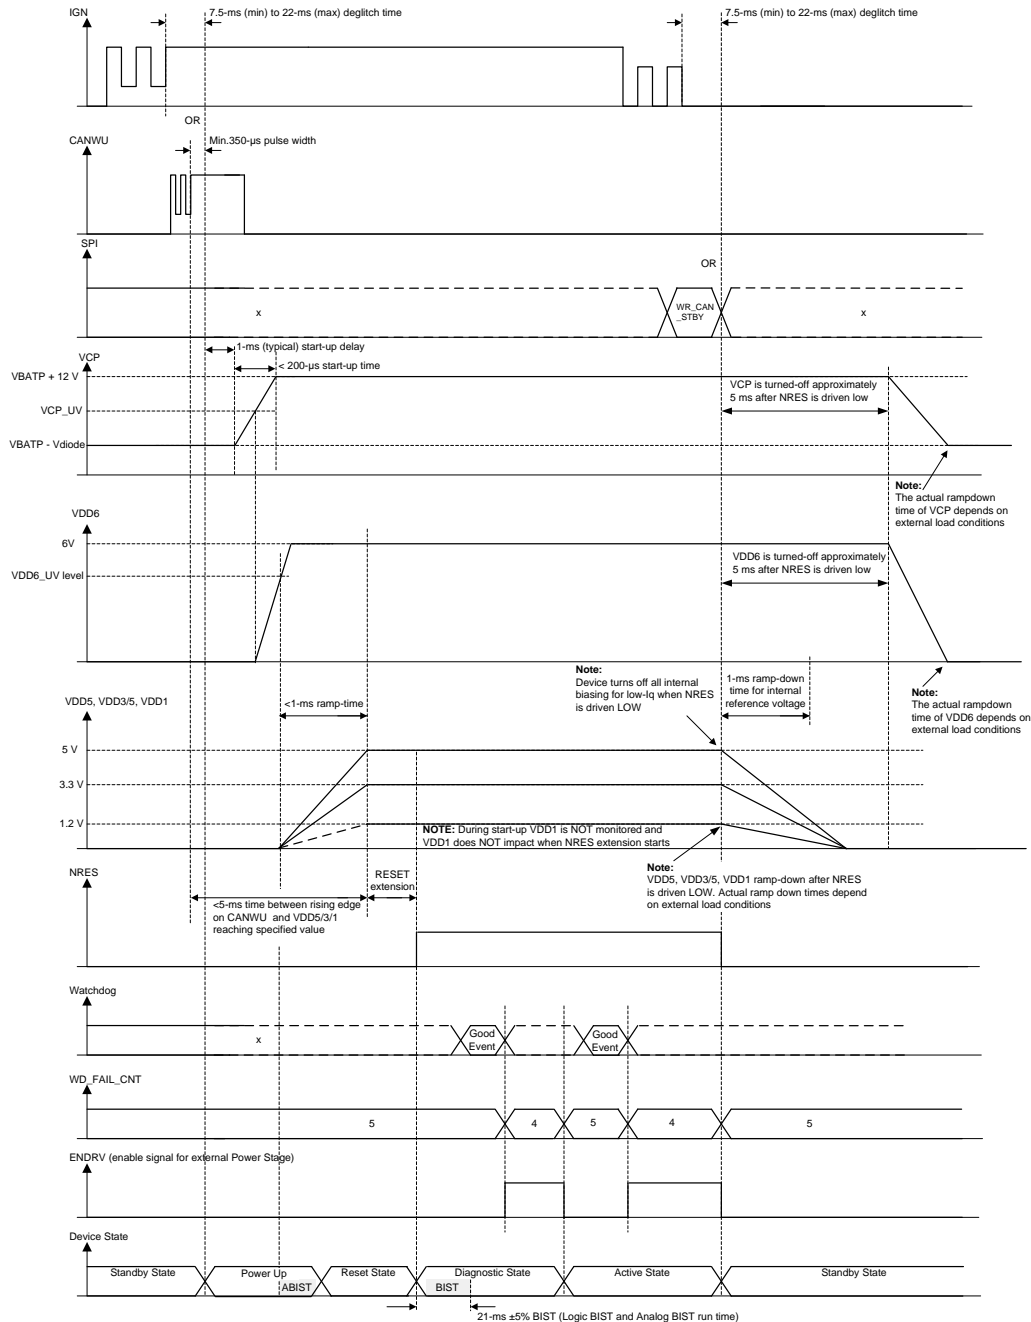 IGN
7.5-ms (min) to 22-ms (max) deglitch time
7.5-ms (min) to 22-ms (max) deglitch time
OR
CANWU
Min.350-µs pulse width
SPI
OR
x
WR_CAN
_STBY
x
1-ms (typical) start-up delay
VCP
< 200-µs start-up time
VBATP + 12 V
VCP is turned-off approximately
5 ms after NRES is driven low
VCP_UV
VBATP - Vdiode
Note:
The actual rampdown
time of VCP depends on
external load conditions
VDD6
6V
VDD6 is turned-off approximately
5 ms after NRES is driven low
VDD6_UV level
Note:
Device turns off all internal
biasing for low-Iq when NRES
is driven LOW
1-ms ramp-down
time for internal
reference voltage
Note:
The actual rampdown
time of VDD6 depends on
external load conditions
VDD5, VDD3/5, VDD1
<1-ms ramp-time
5 V
3.3 V
1.2 V
NOTE: During start-up VDD1 is NOT monitored and
VDD1 does NOT impact when NRES extension starts
Note:
VDD5, VDD3/5, VDD1 ramp-down after NRES
is driven LOW. Actual ramp down times depend
on external load conditions
NRES
RESET
extension
<5-ms time between rising edge
on CANWU and VDD5/3/1
reaching specified value
Watchdog
x
Good
Event
Good
Event
WD_FAIL_CNT
5
4
5
4
5
ENDRV (enable signal for external Power Stage)
Device State
Standby State
Power Up
ABIST
Reset State
Diagnostic State
BIST
Active State
Standby State
21-ms ±5% BIST (Logic BIST and Analog BIST run time)